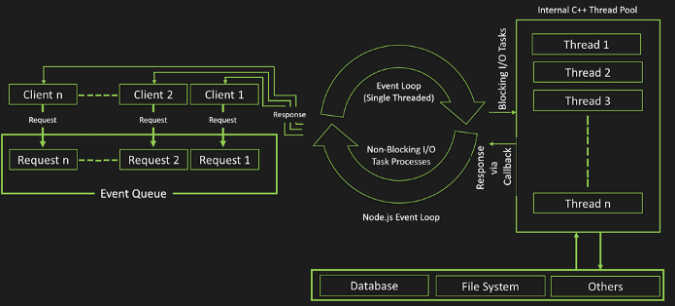 Internal C++ Thread Pool
Client n
Client 2
Client 1
Response
Request
Request
Request
Request n
Request 2
Request 1
Event Queue
Event Loop
(Single Threaded)
Non-Blocking I/O
Task Processes
Node.js Event Loop
Blocking I/O Tasks
Response
via
Callback
Thread 1
Thread 2
Thread 3
Thread n
Database
File System
Others